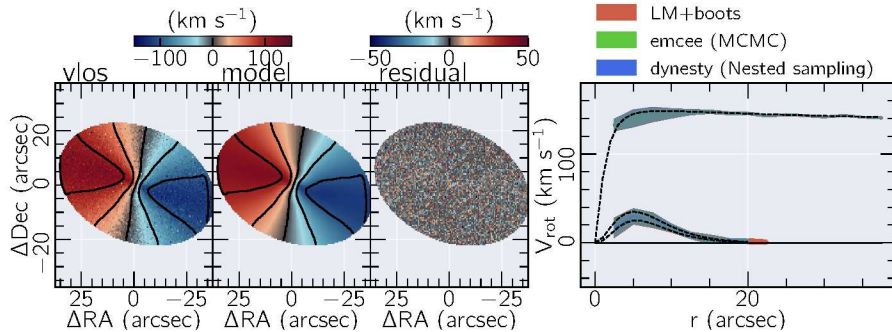 (km s⁻¹)
(km s⁻¹)
−100 0 100
−50 0 50
vlos
model
residual
ΔDec (arcsec)
20
0
−20
25 0 −25
25 0 −25
25 0 −25
ΔRA (arcsec)
ΔRA (arcsec)
ΔRA (arcsec)
LM+boots
emcee (MCMC)
dynesty (Nested sampling)
V_rot (km s⁻¹)
100
0
0 20
r (arcsec)